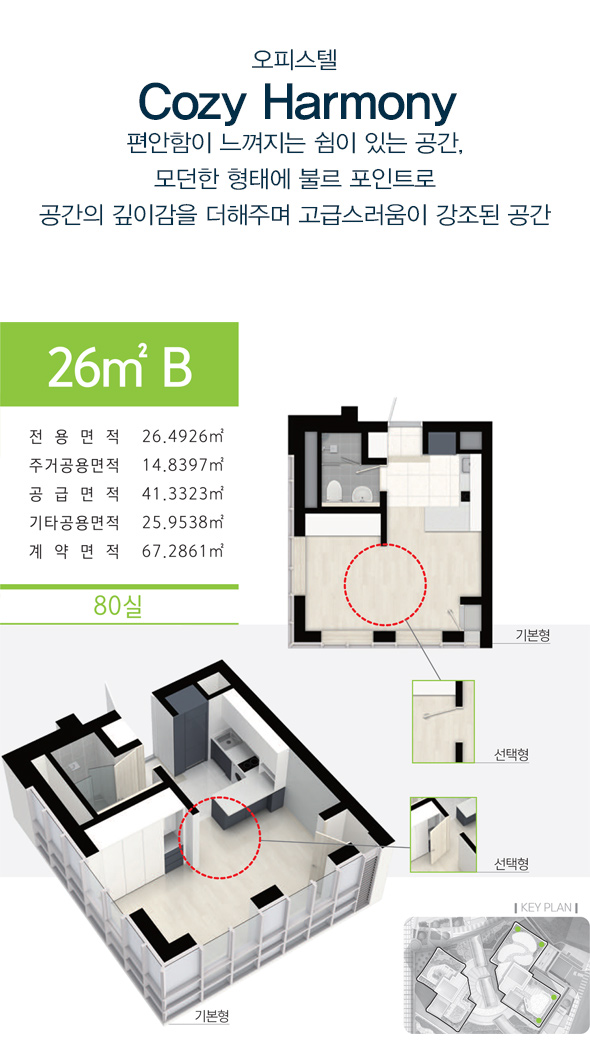 오피스텔
Cozy Harmony
편안함이 느껴지는 쉼이 있는 공간,
모던한 형태에 불르 포인트로
공간의 깊이감을 더해주며 고급스러움이 강조된 공간
26㎡ B
전용면적 26.4926㎡
주거공용면적 14.8397㎡
공급면적 41.3323㎡
기타공용면적 25.9538㎡
계약면적 67.2861㎡
80실
기본형
선택형
선택형
KEY PLAN
기본형